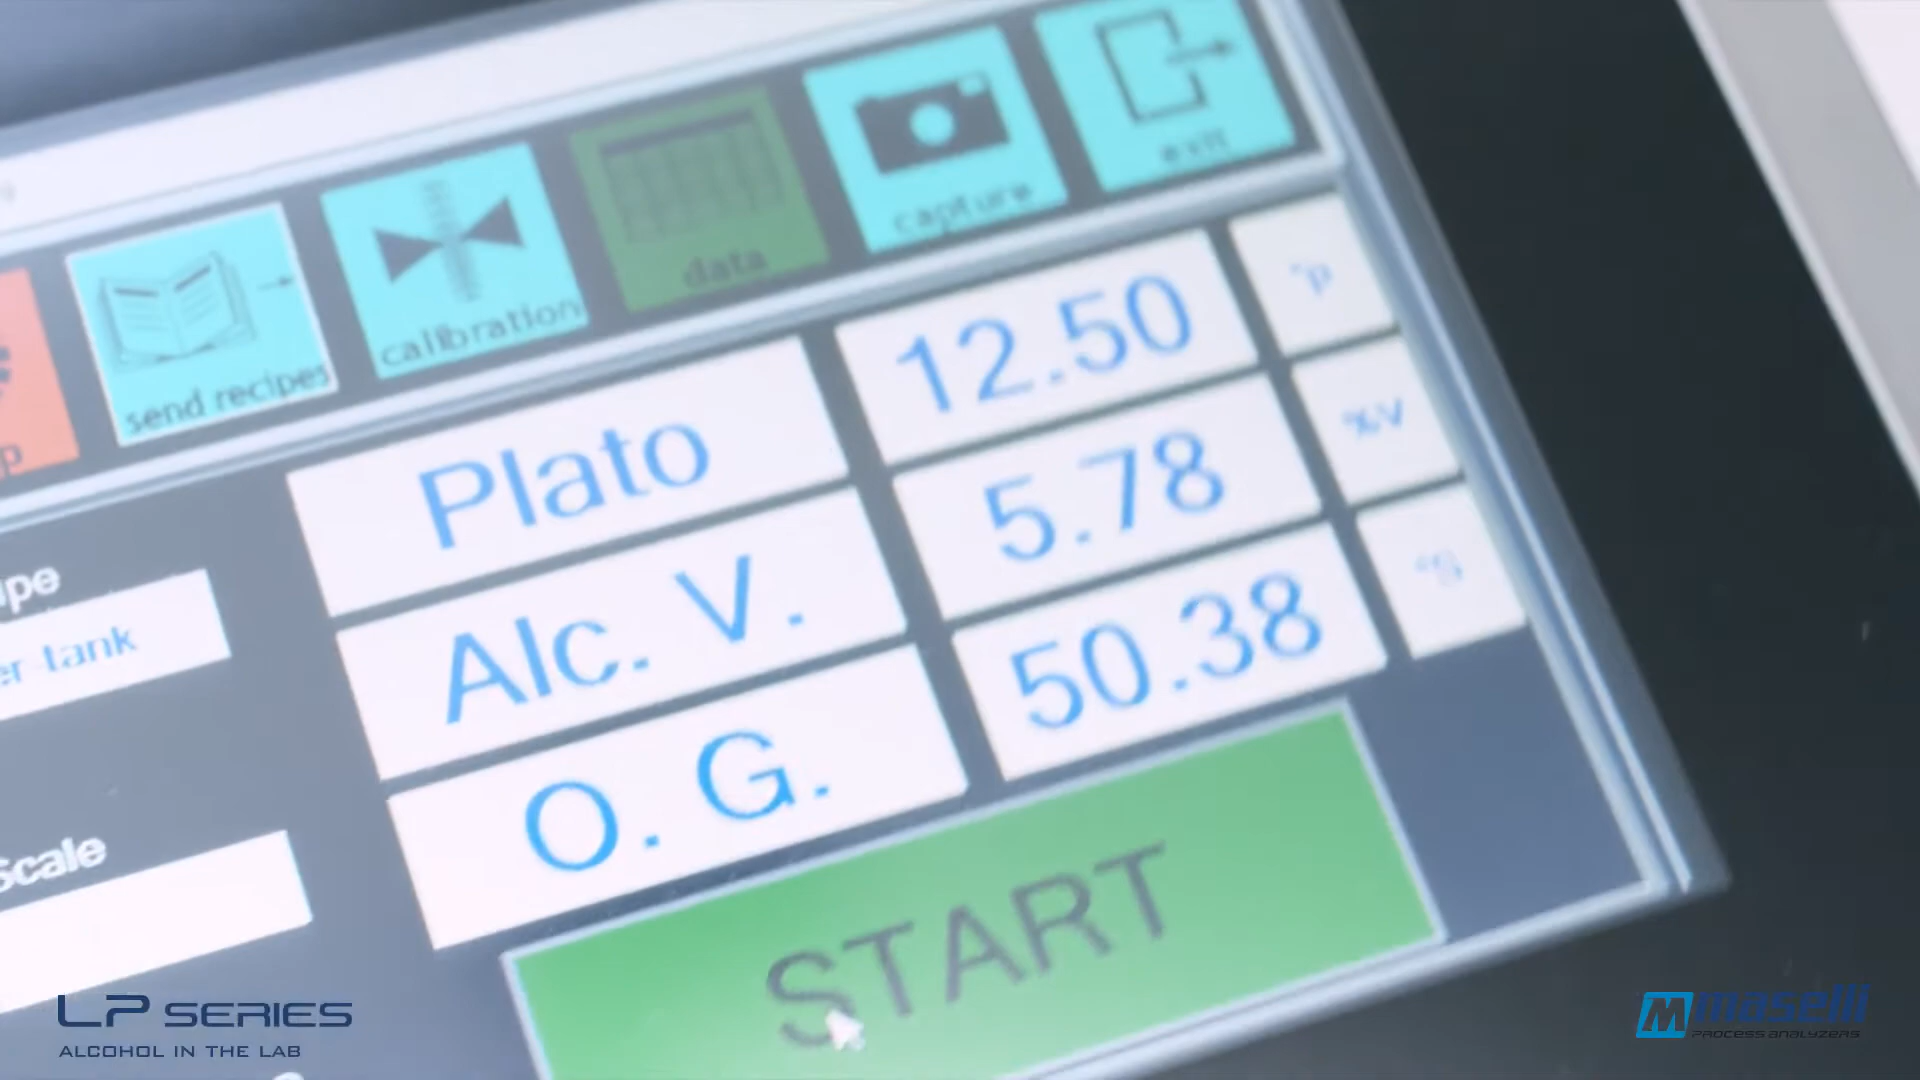 exit
capture
data
calibration
send recipes
p
Plato 12.50 °p
Alc. V. 5.78 %V
O. G. 50.38
ipe
er tank
Scale
START
LP SERIES
ALCOHOL IN THE LAB
M maselli
PROCESS ANALYZERS